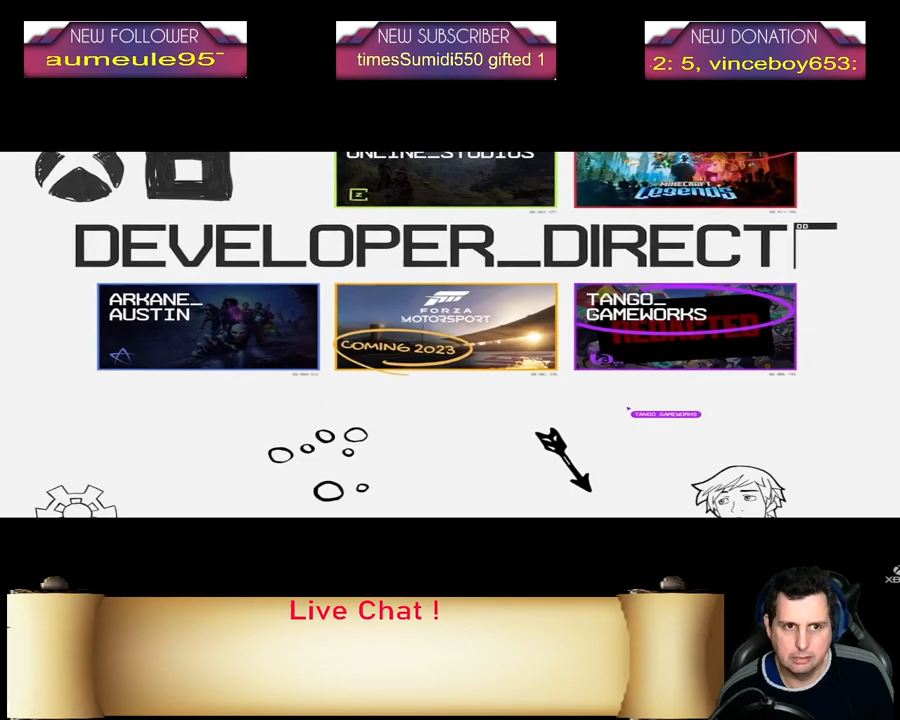 NEW FOLLOWER
aumeule95
NEW SUBSCRIBER
timesSumidi550 gifted 1
NEW DONATION
2: 5, vinceboy653:
ONLINE_STUDIOS
MINECRAFT
Legends
DEVELOPER_DIRECT
ARKANE_
AUSTIN
FORZA
MOTORSPORT
COMING 2023
TANGO_
GAMEWORKS
REDACTED
TANGO GAMEWORKS
Live Chat !